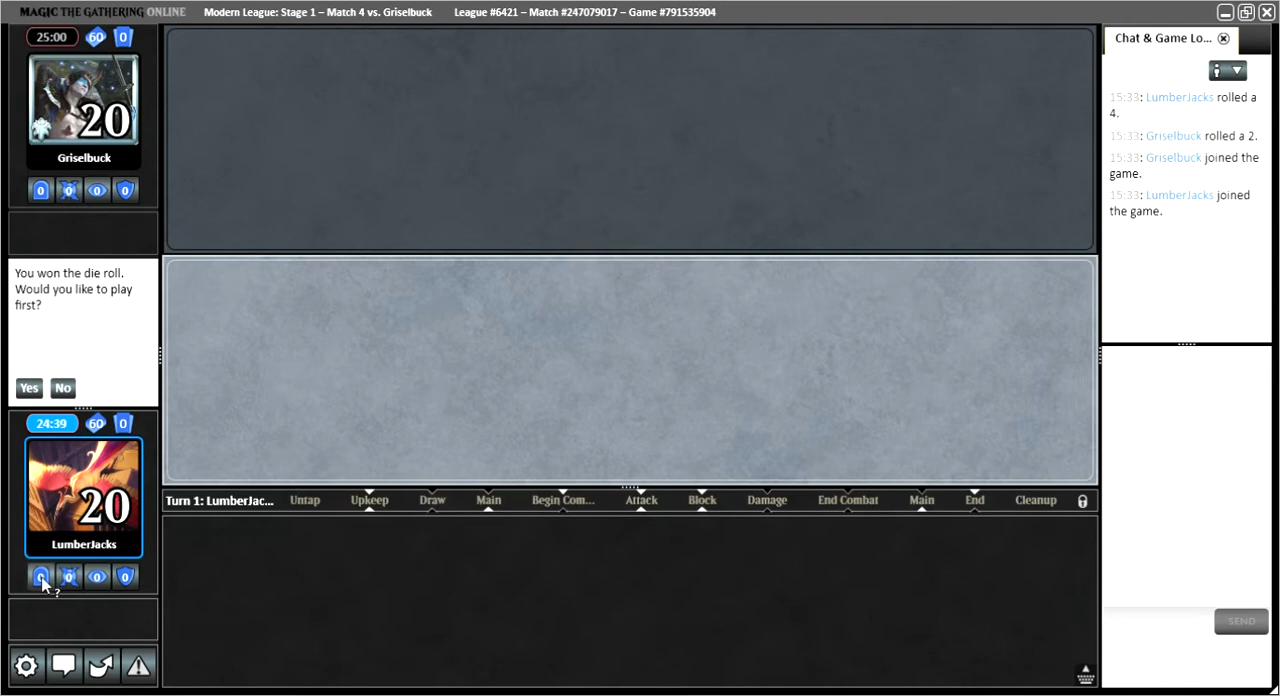 MAGIC THE GATHERING ONLINE Modern League: Stage 1 – Match 4 vs. Griselbuck League #6421 – Match #247079017 – Game #791535904
25:00 60 0
20
Griselbuck
0 0 0 0
You won the die roll.
Would you like to play
first?
Yes No
24:39 60 0
20
LumberJacks
0 0 0 0
?
Turn 1: LumberJac... Untap Upkeep Draw Main Begin Com... Attack Block Damage End Combat Main End Cleanup
Chat & Game Lo...
15:33: LumberJacks rolled a
4.
15:33: Griselbuck rolled a 2.
15:33: Griselbuck joined the
game.
15:33: LumberJacks joined
the game.
SEND